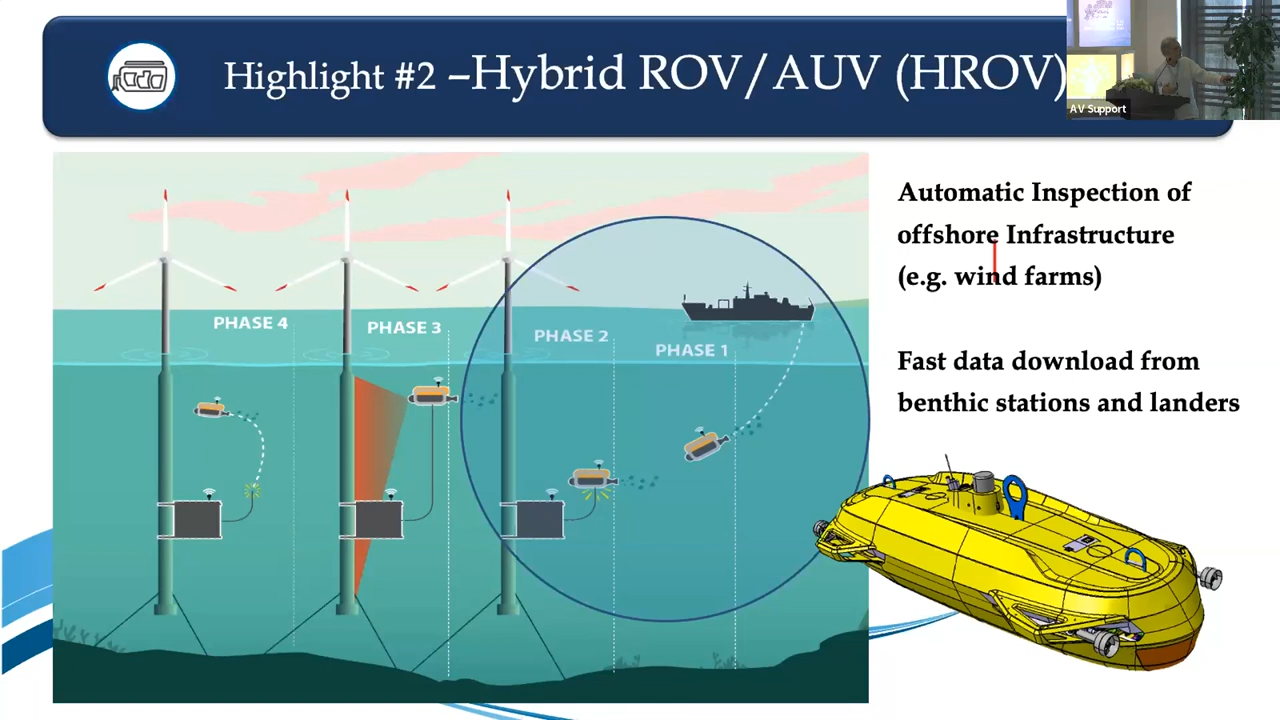 Highlight #2 –Hybrid ROV/AUV (HROV)
AV Support
Automatic Inspection of
offshore Infrastructure
(e.g. wind farms)
Fast data download from
benthic stations and landers
PHASE 4
PHASE 3
PHASE 2
PHASE 1